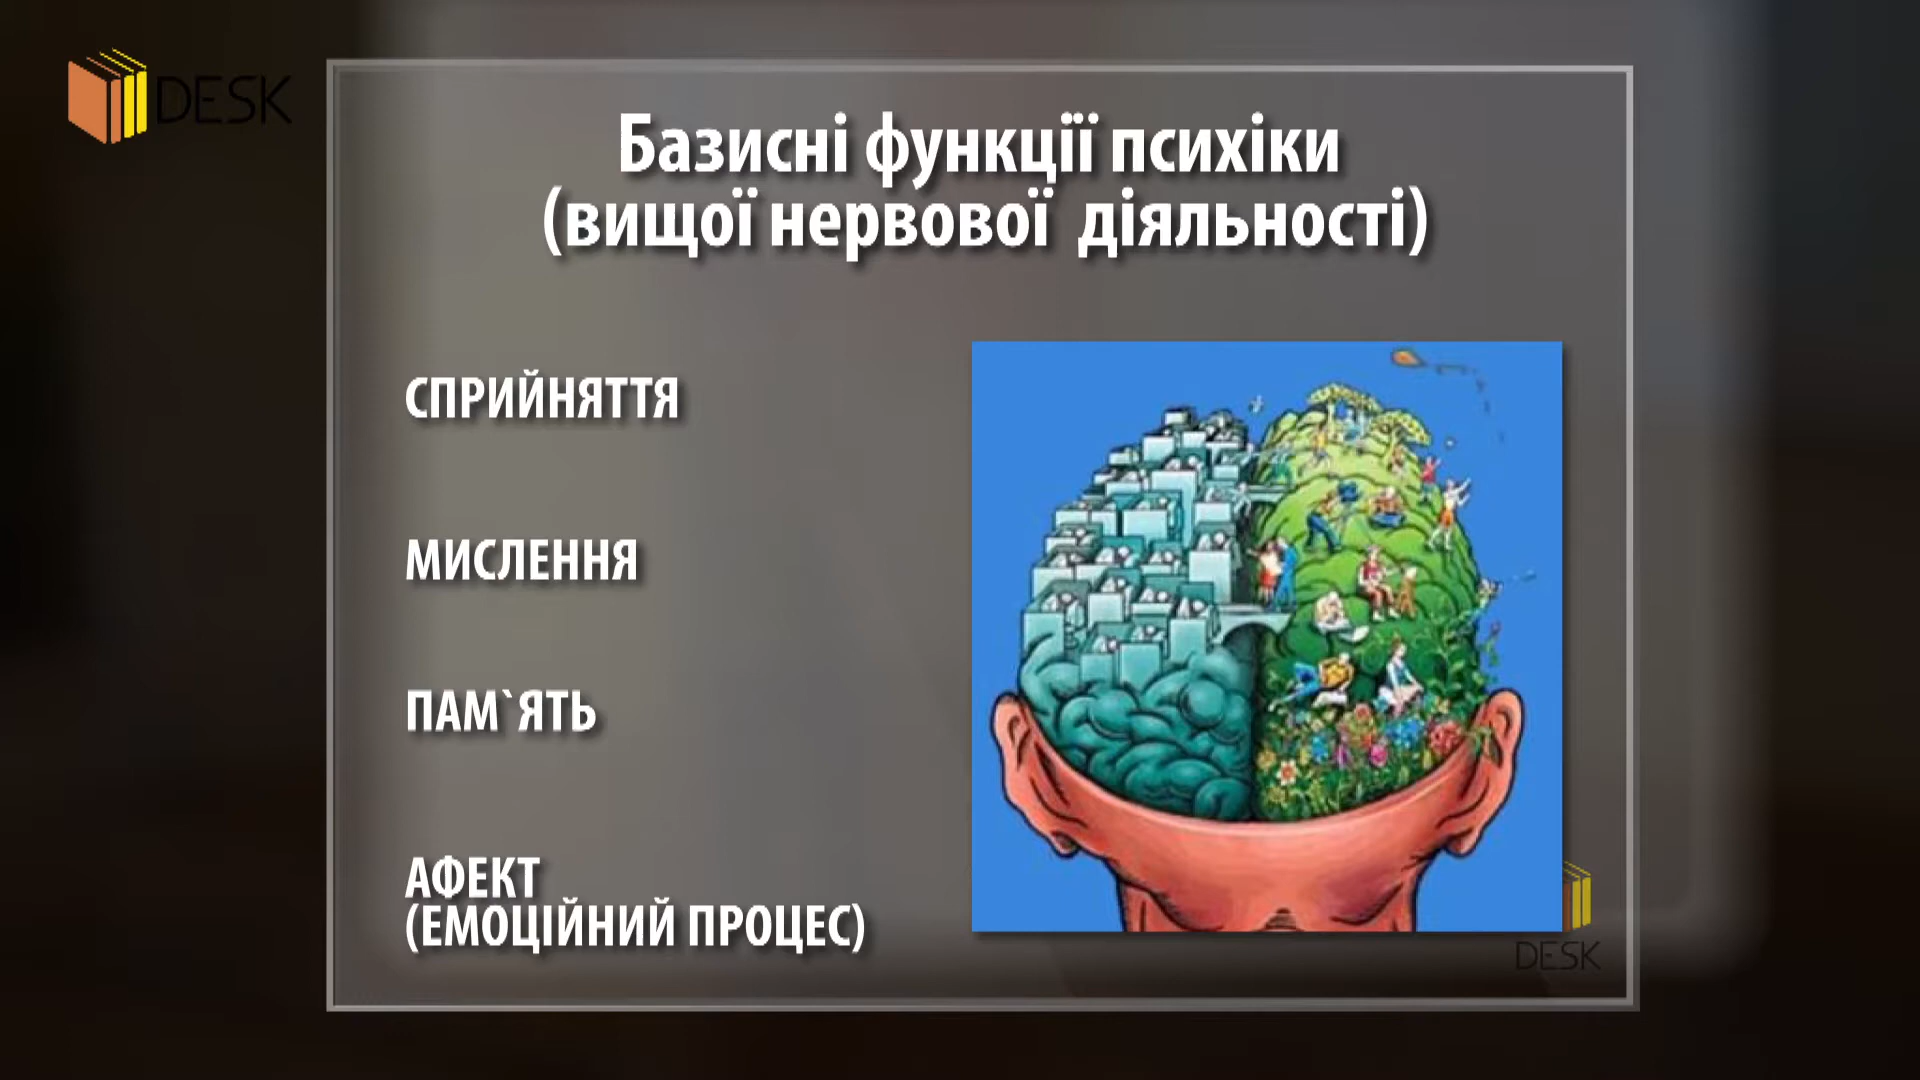 DESK
Базисні функції психіки
(вищої нервової діяльності)
СПРИЙНЯТТЯ
МИСЛЕННЯ
ПАМ`ЯТЬ
АФЕКТ
(ЕМОЦІЙНИЙ ПРОЦЕС)
DESK